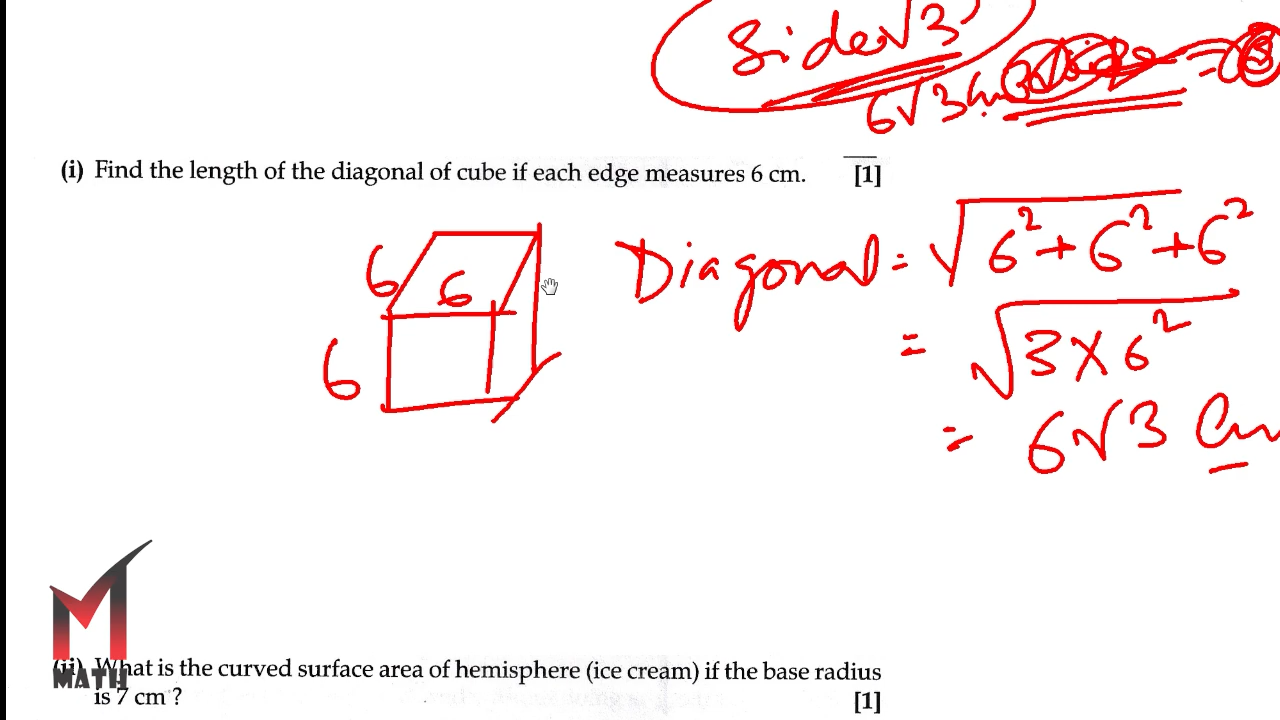 Side√3
6√3 cm
(i) Find the length of the diagonal of cube if each edge measures 6 cm. [1]
6
6
6
Diagonal = √6² + 6² + 6²
= √3 × 6²
= 6√3 cm
(ii) What is the curved surface area of hemisphere (ice cream) if the base radius
is 7 cm ? [1]
MATH